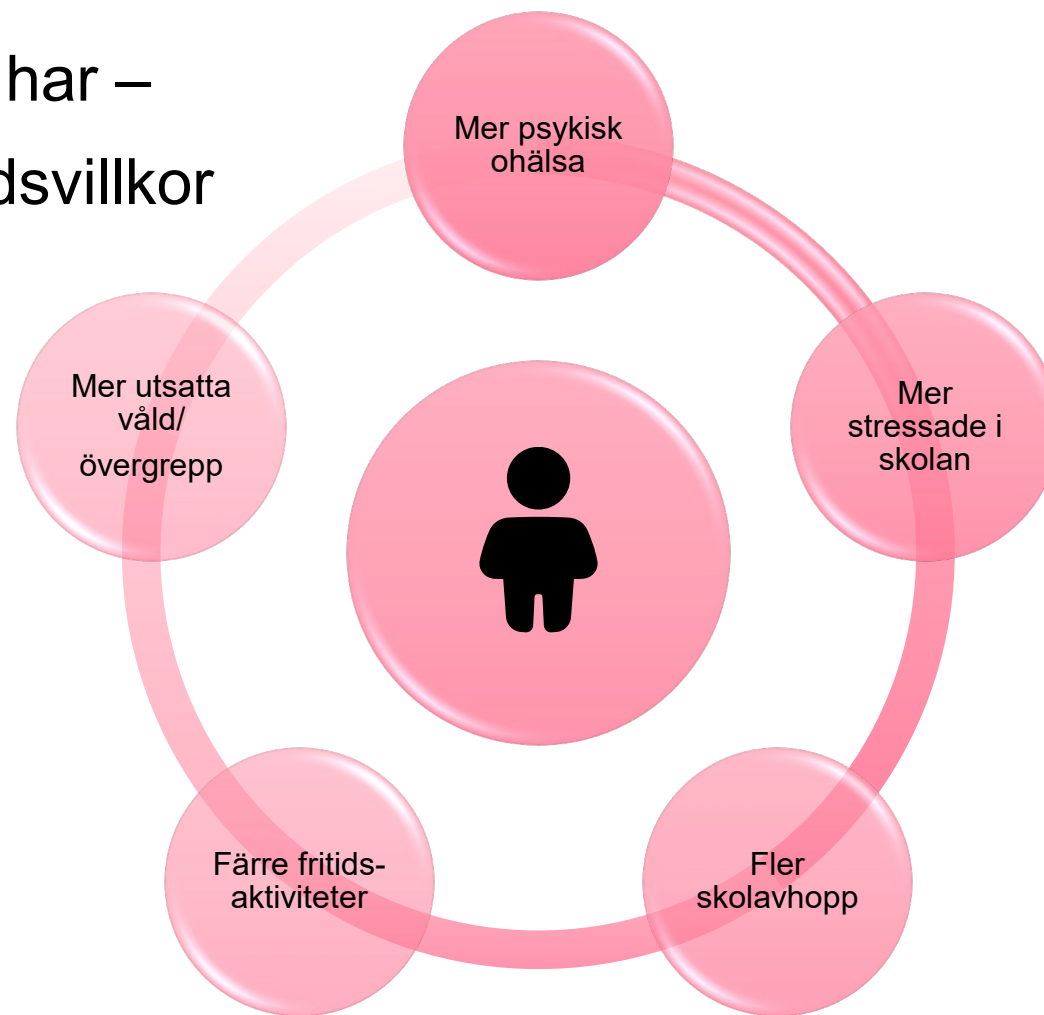 har –
dsvillkor
Mer psykisk
ohälsa
Mer utsatta
våld/
övergrepp
Mer
stressade i
skolan
Färre fritids-
aktiviteter
Fler
skolavhopp